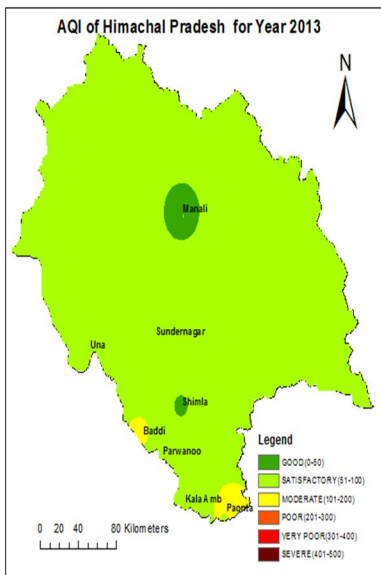 AQI of Himachal Pradesh for Year 2013
N
Manali
Sundernagar
Una
Shimla
Baddi
Parwanoo
Kala Amb
Paonta
Legend
GOOD(0-50)
SATISFACTORY(51-100)
MODERATE(101-200)
POOR(201-300)
VERY POOR(301-400)
SEVERE(401-500)
0 20 40 80 Kilometers